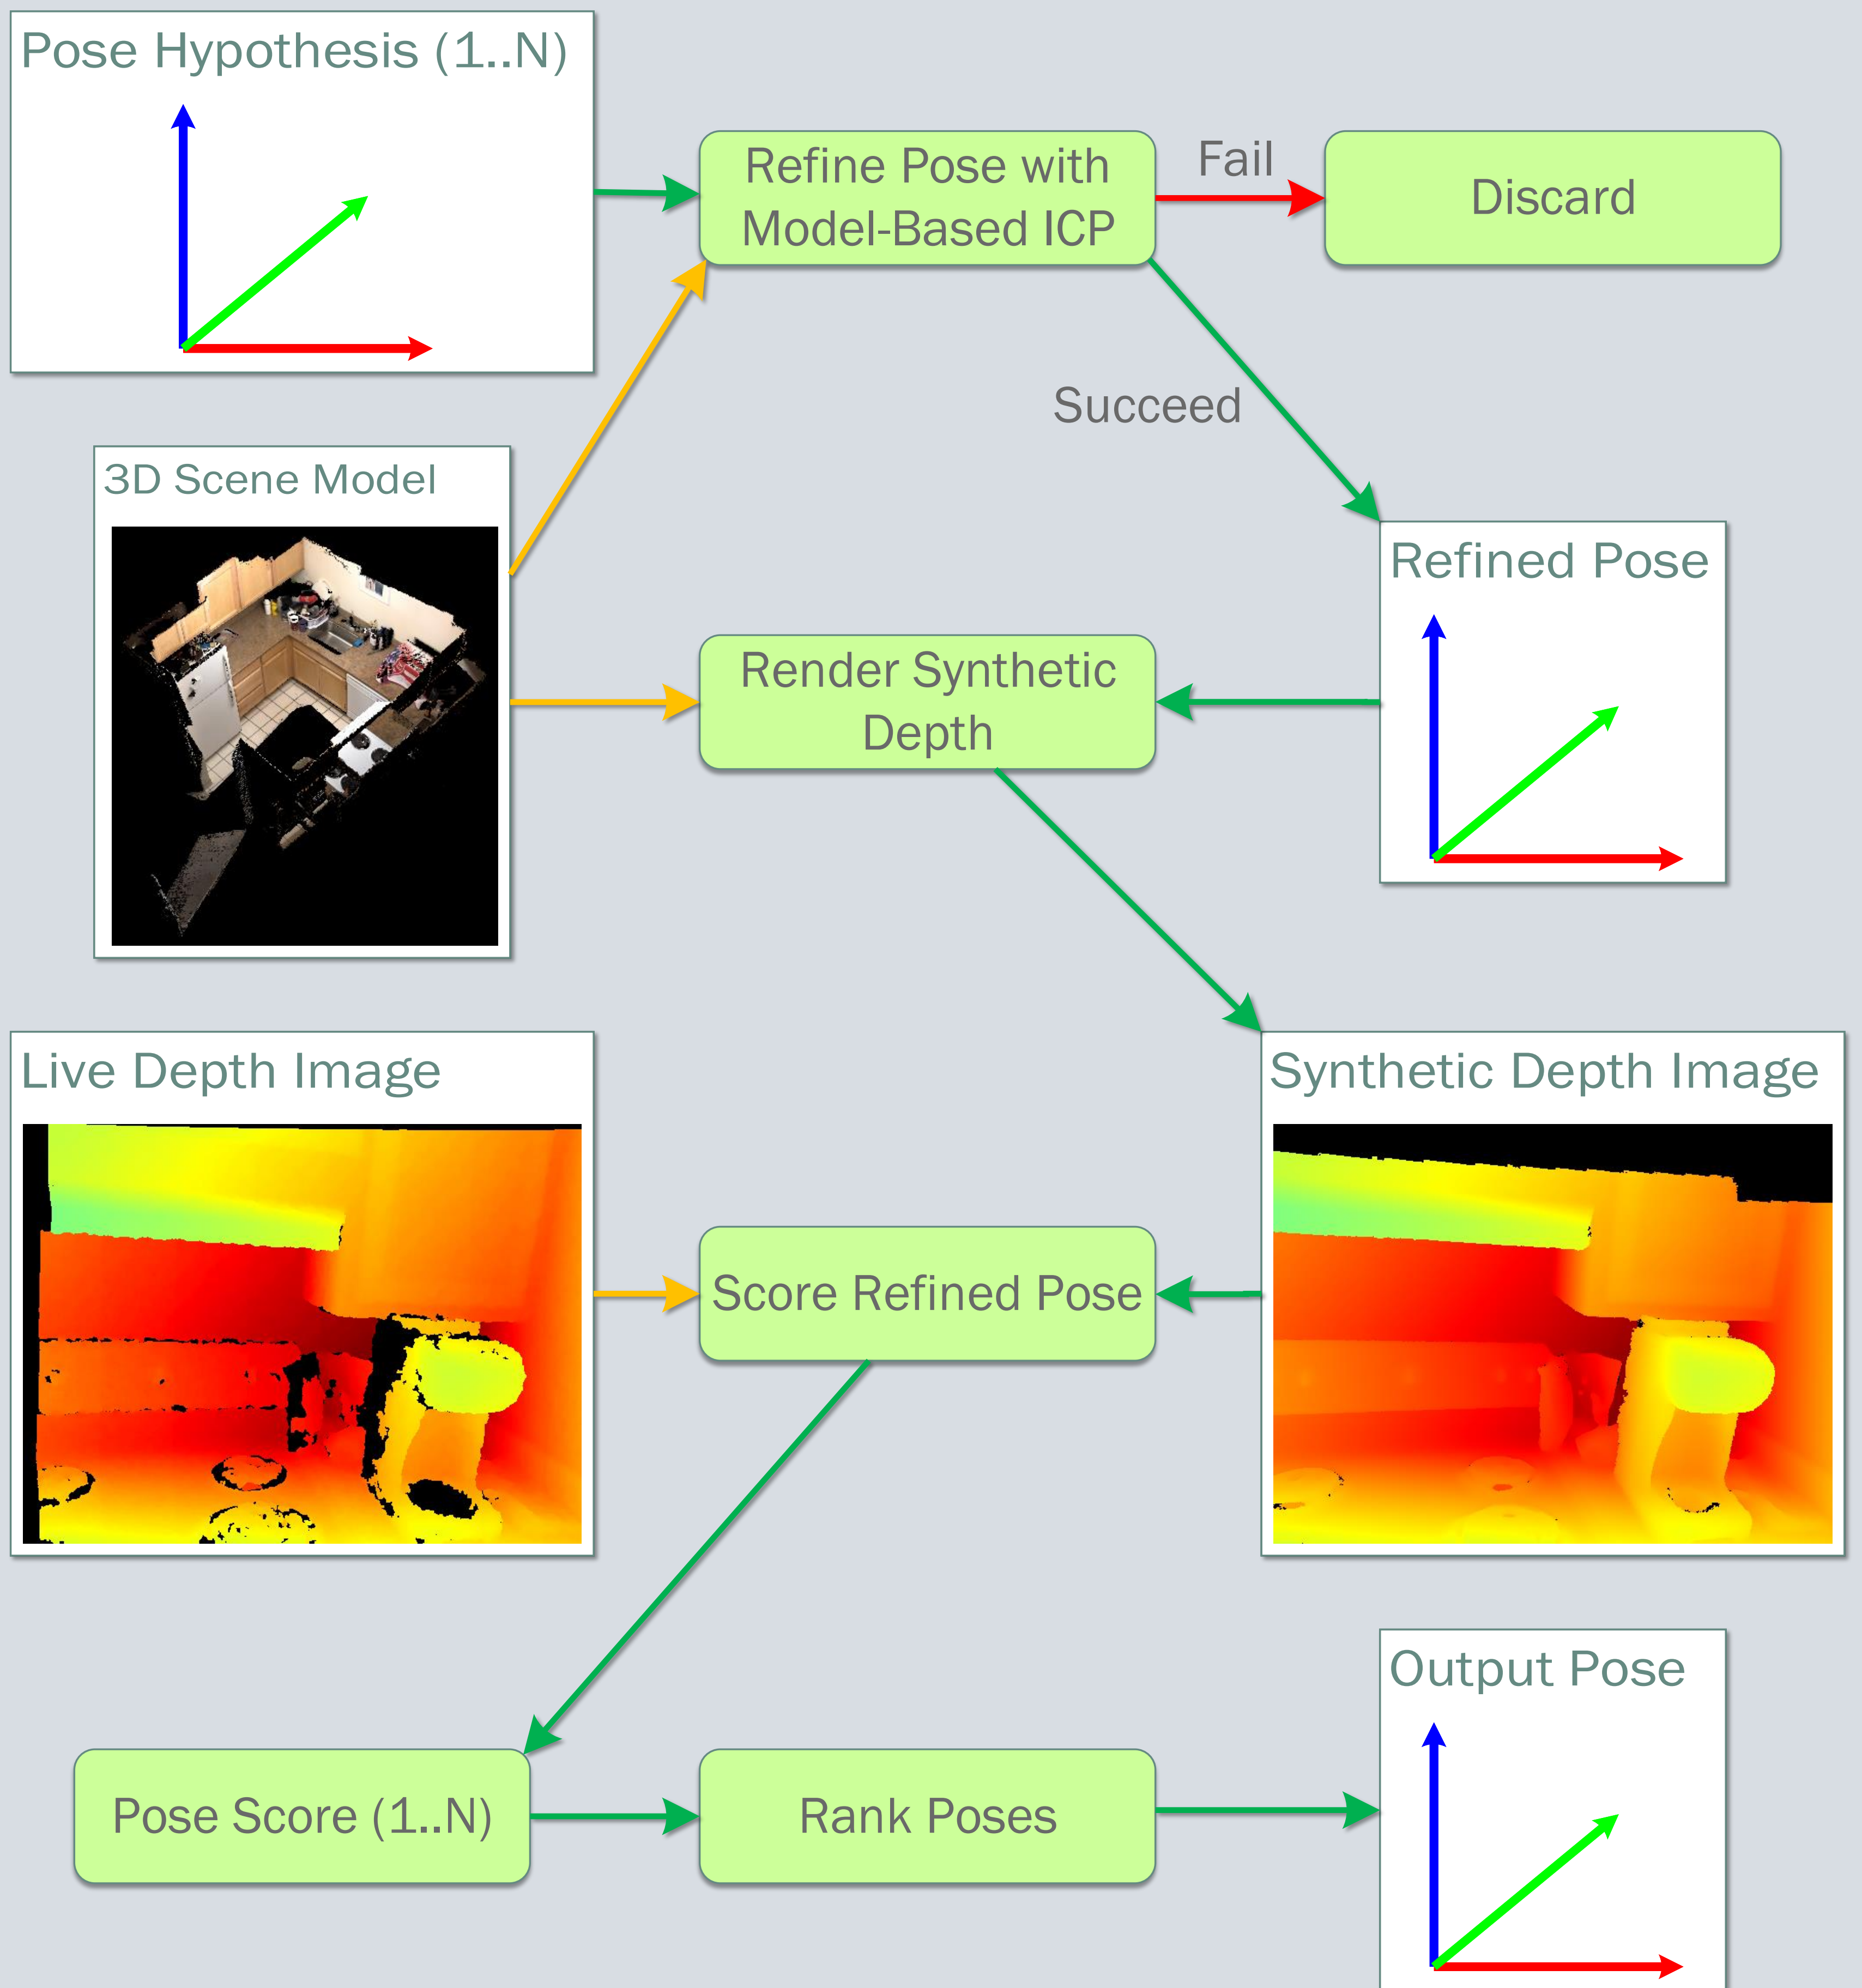 Pose Hypothesis (1..N)
Refine Pose with
Model-Based ICP
Fail
Discard
Succeed
3D Scene Model
Refined Pose
Render Synthetic
Depth
Live Depth Image
Synthetic Depth Image
Score Refined Pose
Output Pose
Pose Score (1..N)
Rank Poses